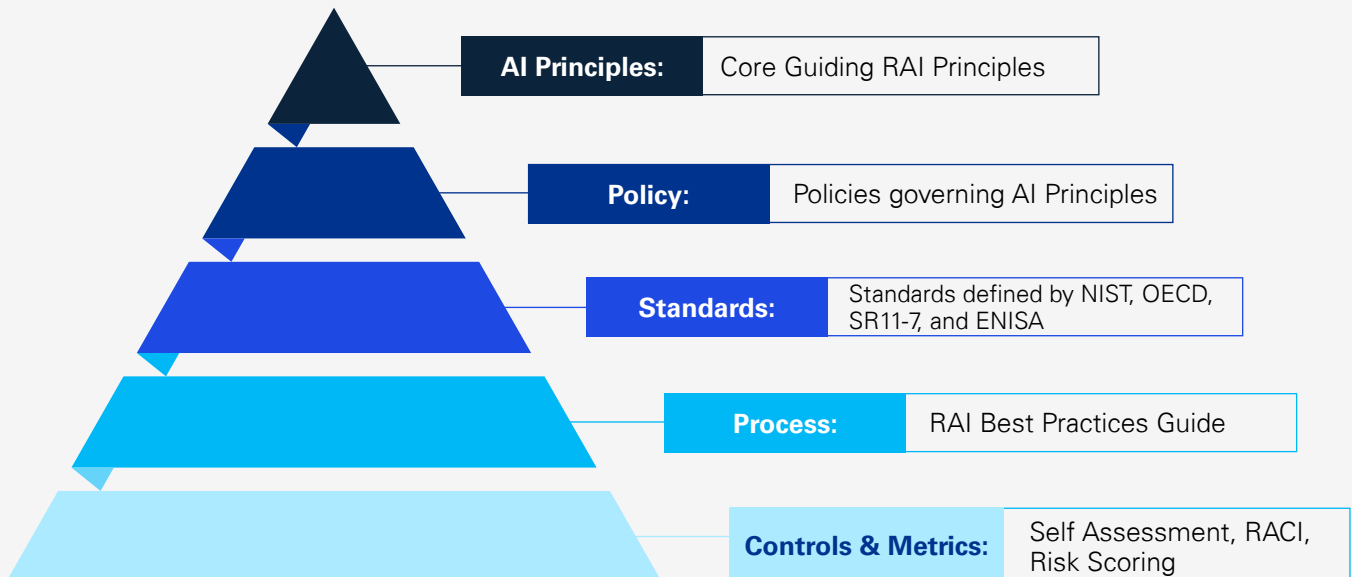 AI Principles: Core Guiding RAI Principles
Policy: Policies governing AI Principles
Standards: Standards defined by NIST, OECD,
SR11-7, and ENISA
Process: RAI Best Practices Guide
Controls & Metrics: Self Assessment, RACI,
Risk Scoring